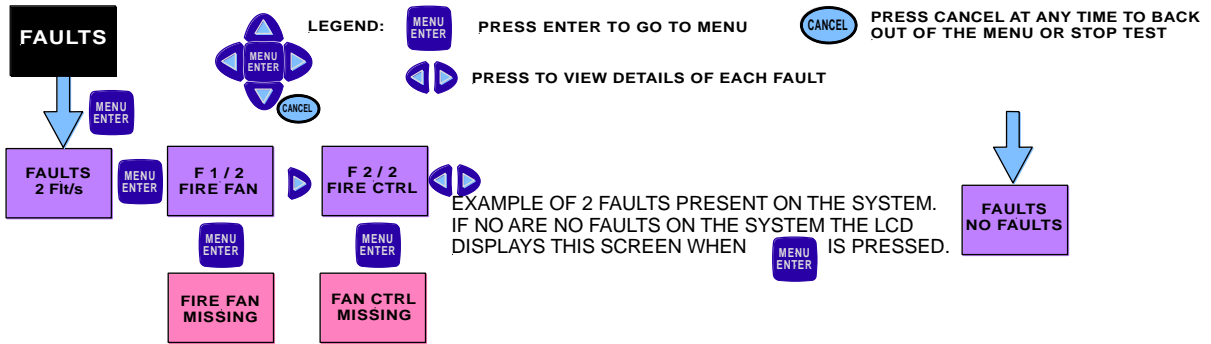 FAULTS
LEGEND:
MENU
ENTER
PRESS ENTER TO GO TO MENU
CANCEL
PRESS CANCEL AT ANY TIME TO BACK
OUT OF THE MENU OR STOP TEST
MENU
ENTER
CANCEL
PRESS TO VIEW DETAILS OF EACH FAULT
MENU
ENTER
FAULTS
2 Flt/s
MENU
ENTER
F 1 / 2
FIRE FAN
F 2 / 2
FIRE CTRL
EXAMPLE OF 2 FAULTS PRESENT ON THE SYSTEM.
IF NO ARE NO FAULTS ON THE SYSTEM THE LCD
DISPLAYS THIS SCREEN WHEN MENU ENTER IS PRESSED.
FAULTS
NO FAULTS
MENU
ENTER
MENU
ENTER
FIRE FAN
MISSING
FAN CTRL
MISSING